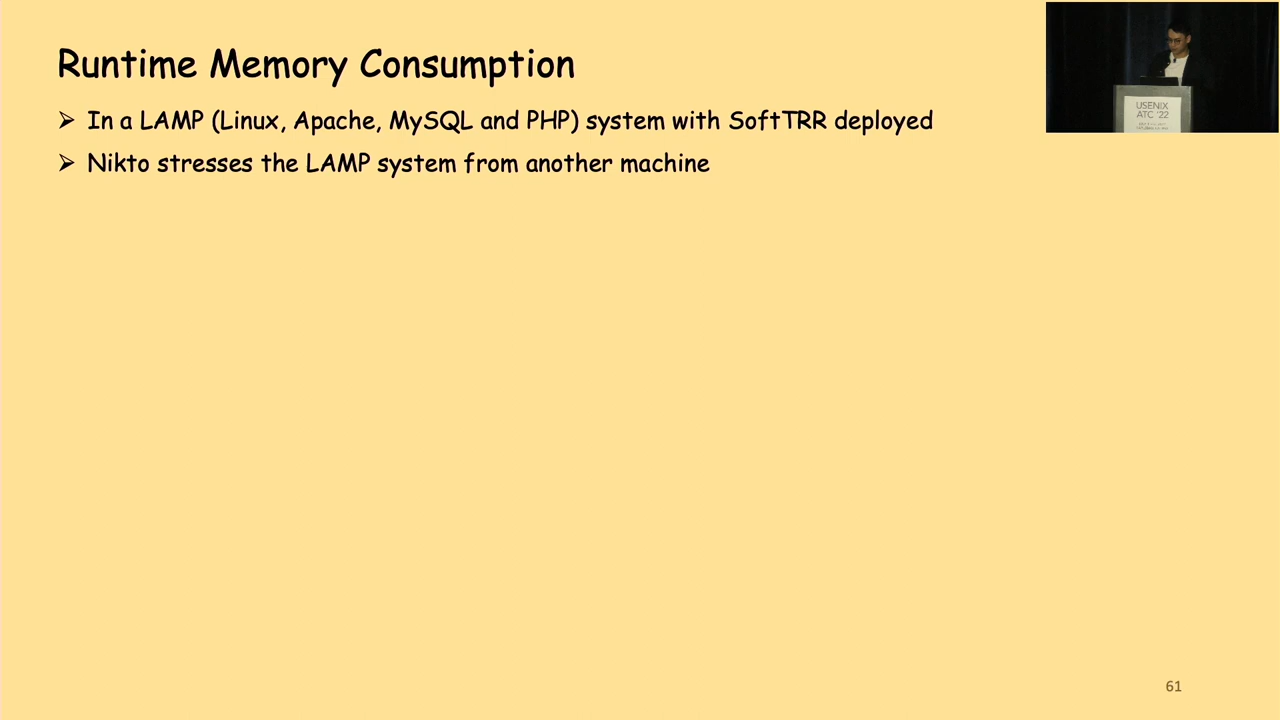 Runtime Memory Consumption
➢ In a LAMP (Linux, Apache, MySQL and PHP) system with SoftTRR deployed
➢ Nikto stresses the LAMP system from another machine
USENIX
ATC '22
61